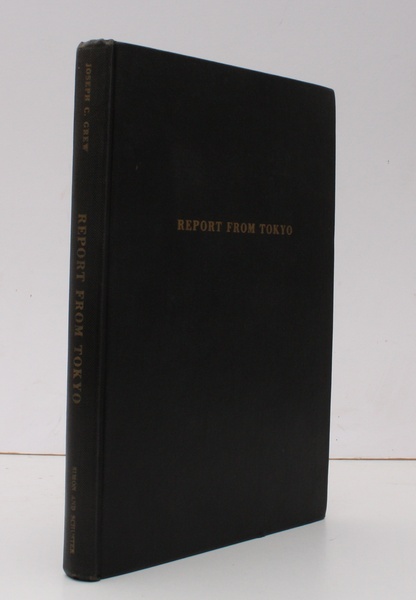 JOSEPH C. GREW
REPORT FROM TOKYO
SIMON AND SCHUSTER
REPORT FROM TOKYO